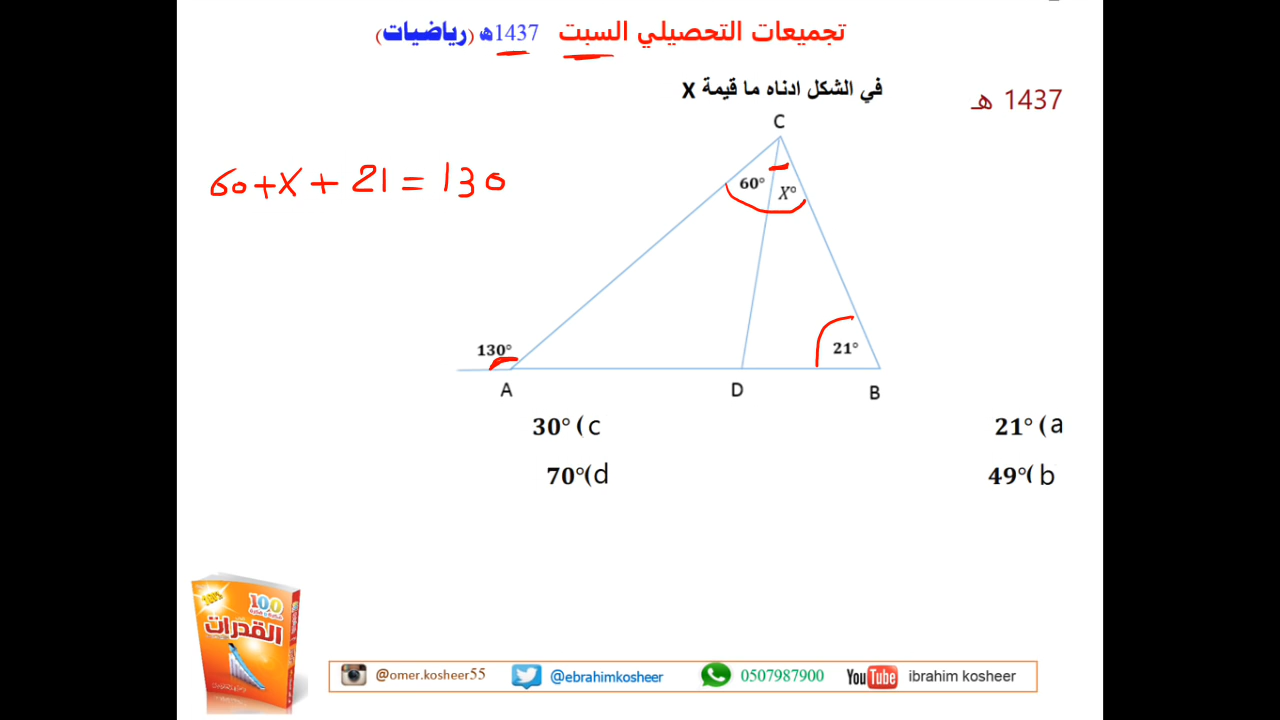 تجميعات التحصيلي السبت 1437هـ (رياضيات)
في الشكل ادناه ما قيمة X
1437 هـ
C
60+X+21=130
60°
X°
130°
21°
A
D
B
30° (c
21° (a
70°(d
49°( b
100%
100
القدرات
@omer.kosheer55
@ebrahimkosheer
0507987900
YouTube ibrahim kosheer